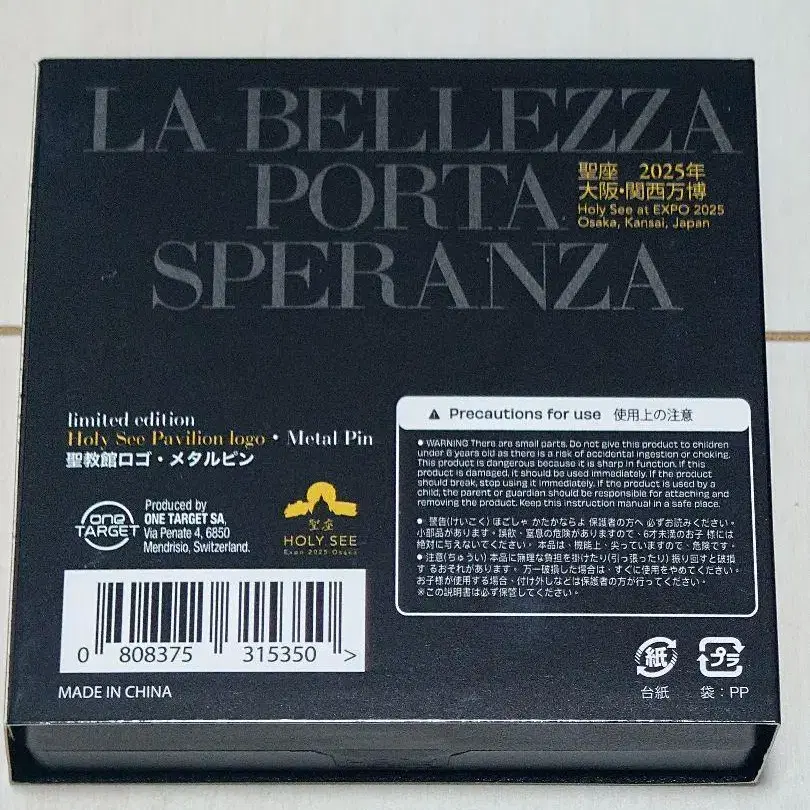 LA BELLEZZA
PORTA
SPERANZA
聖座 2025年
大阪・関西万博
Holy See at EXPO 2025
Osaka, Kansai, Japan
limited edition
Holy See Pavilion logo • Metal Pin
聖教館ロゴ・メタルピン
one
TARGET
Produced by
ONE TARGET SA,
Via Penate 4, 6850
Mendrisio, Switzerland.
聖座
HOLY SEE
Expo 2025 Osaka
0 808375 315350 >
MADE IN CHINA
⚠ Precautions for use 使用上の注意
● WARNING There are small parts. Do not give this product to children
under 6 years old as there is a risk of accidental ingestion or choking.
This product is dangerous because it is sharp in function. If this
product is damaged, it should be used immediately. If the product
should break, stop using it immediately. If the product is used by a
child, the parent or guardian should be responsible for attaching and
removing the product. Keep this instruction manual in a safe place.
● 警告(けいこく) ほごしゃ かたかならよ 保護者の方へ 必ずお読みください。
小部品があります。誤飲、窒息の危険がありますので、6才未満のお子様には
絶対に与えないでください。本品は、機能上、尖っていますので、危険です。
● 注意(ちゅうい) 本品に無理な負担を掛けたり(引っ張ったり) 振り回すと破損
するおそれがあります。 万一破損した場合は、すぐに使用をやめてください。
お子様が使用する場合、付け外しなどは保護者の方が行ってください。
※この説明書は必ず保管してください。
紙
台紙
プラ
袋：PP